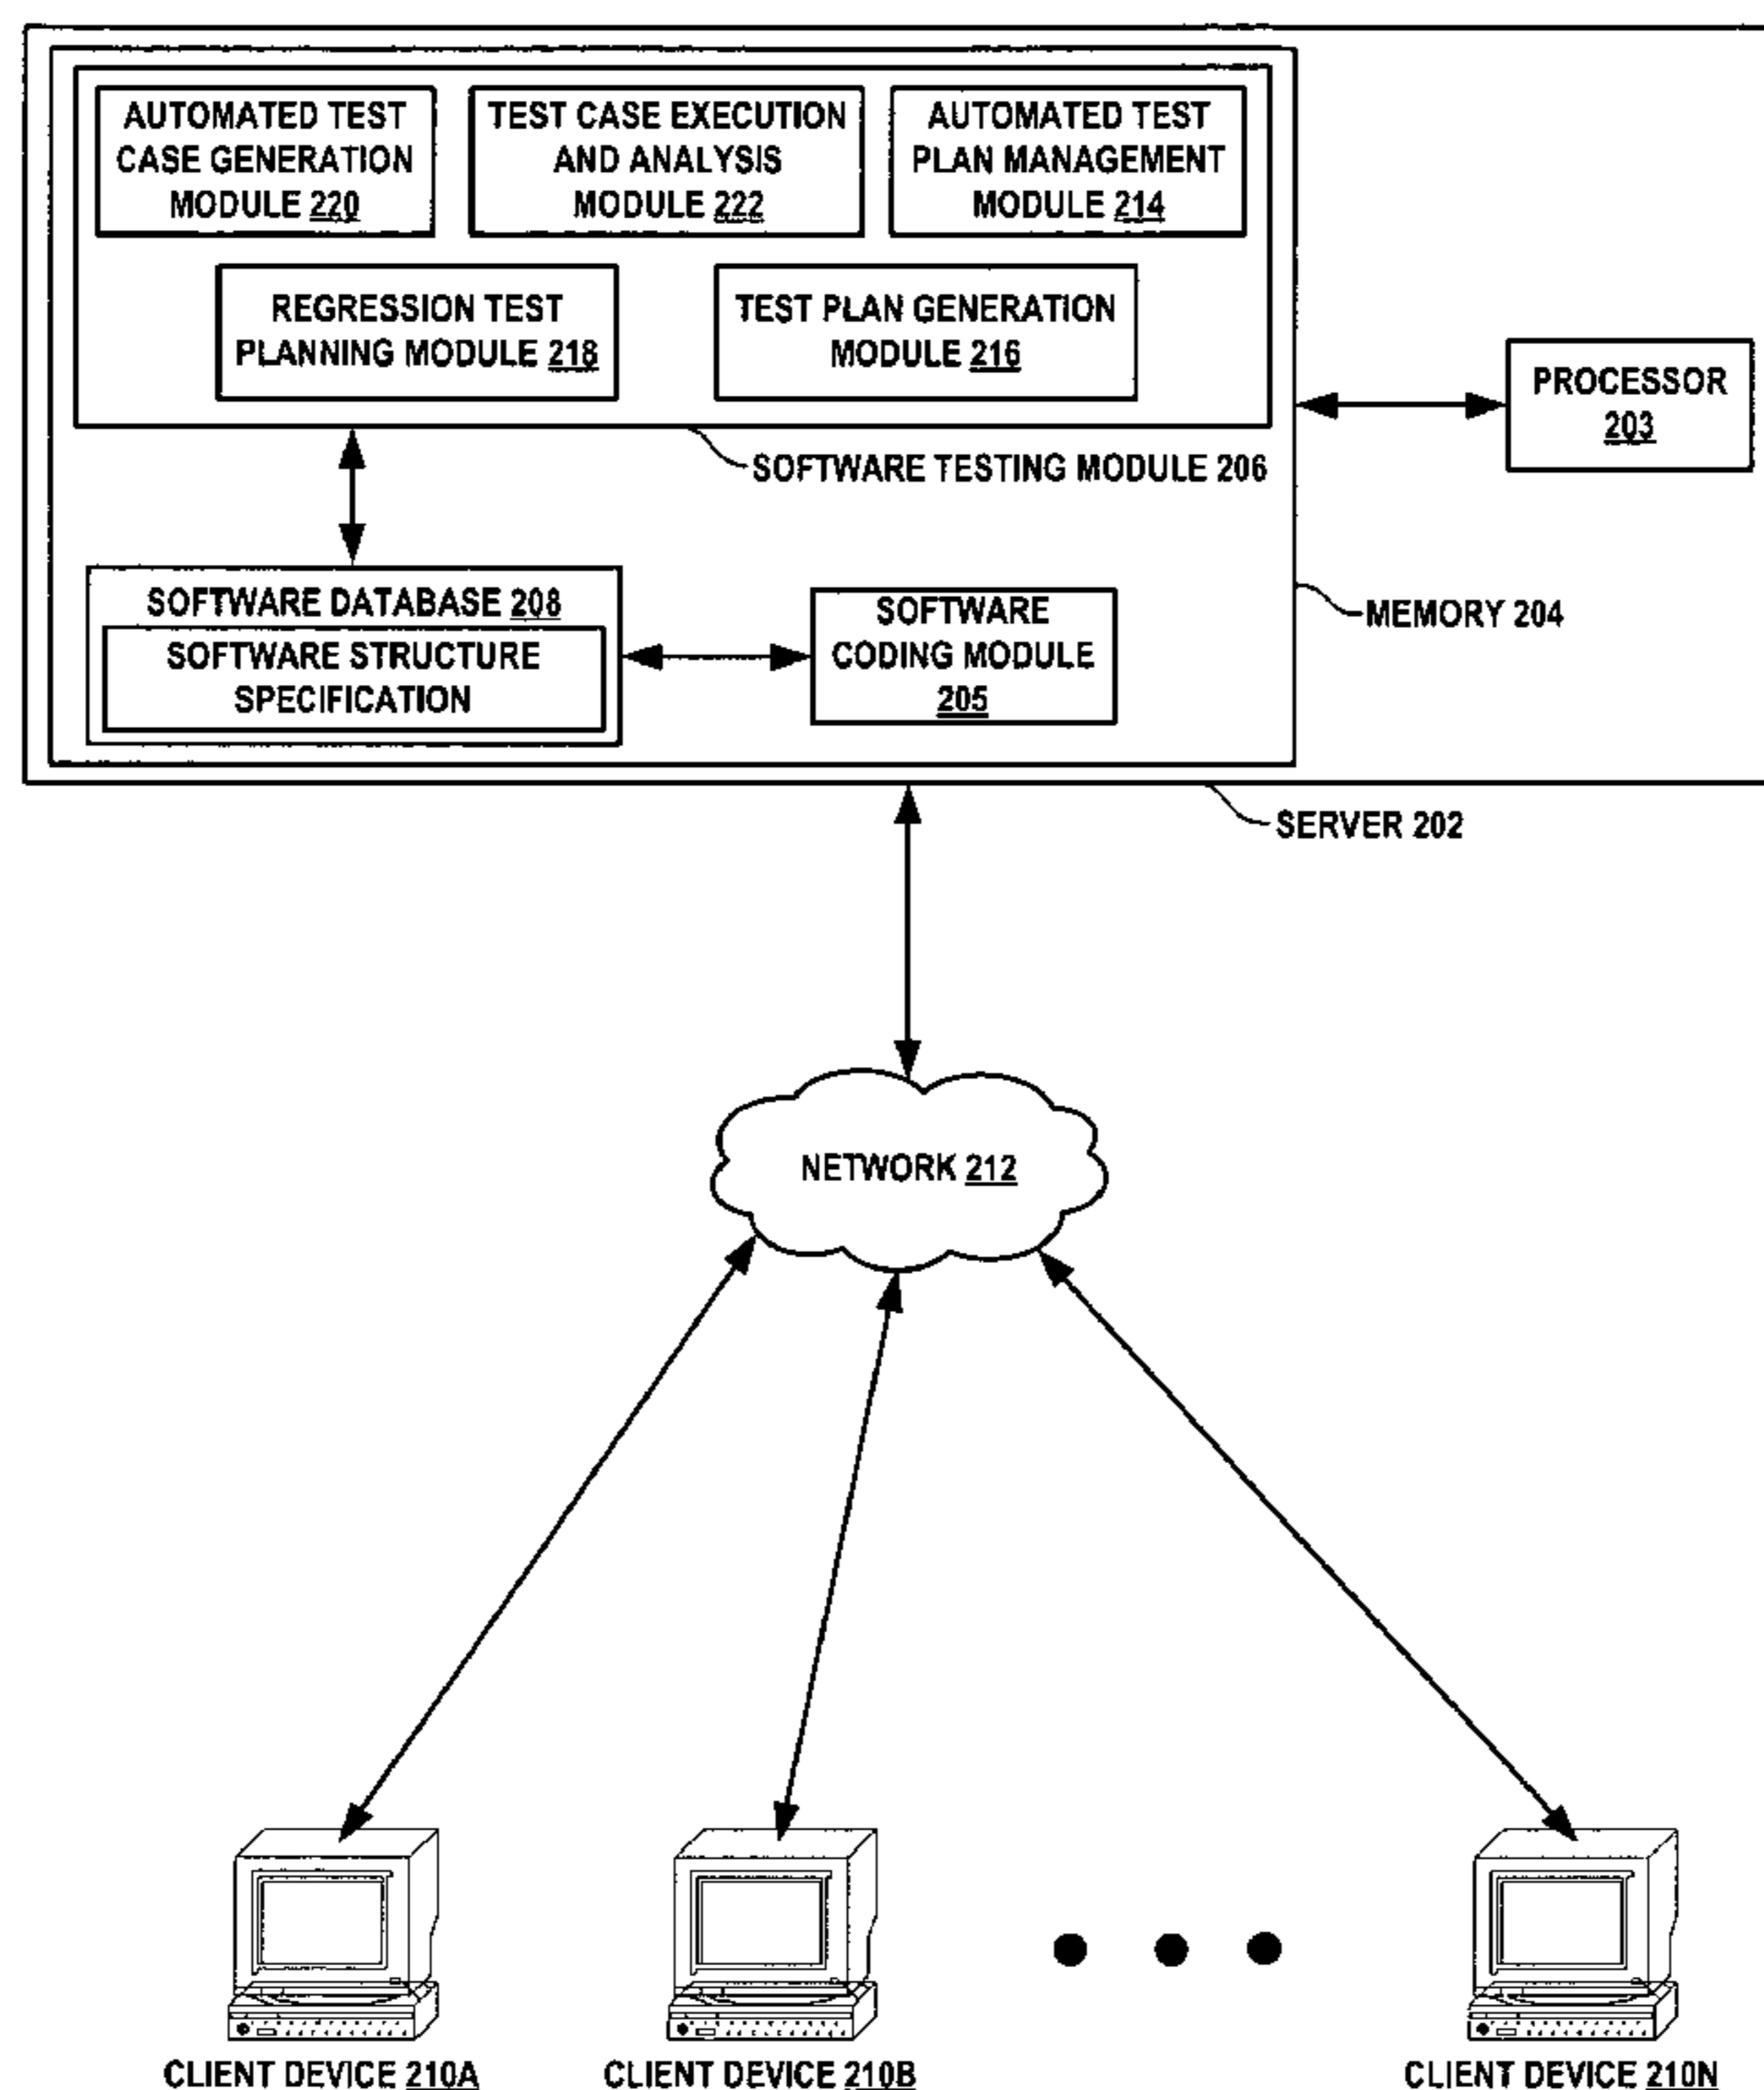 AUTOMATED TEST
CASE GENERATION
MODULE 220
TEST CASE EXECUTION
AND ANALYSIS
MODULE 222
AUTOMATED TEST
PLAN MANAGEMENT
MODULE 214
REGRESSION TEST
PLANNING MODULE 218
TEST PLAN GENERATION
MODULE 216
PROCESSOR
203
SOFTWARE TESTING MODULE 206
SOFTWARE DATABASE 208
SOFTWARE STRUCTURE
SPECIFICATION
SOFTWARE
CODING MODULE
205
MEMORY 204
SERVER 202
NETWORK 212
CLIENT DEVICE 210A
CLIENT DEVICE 210B
CLIENT DEVICE 210N